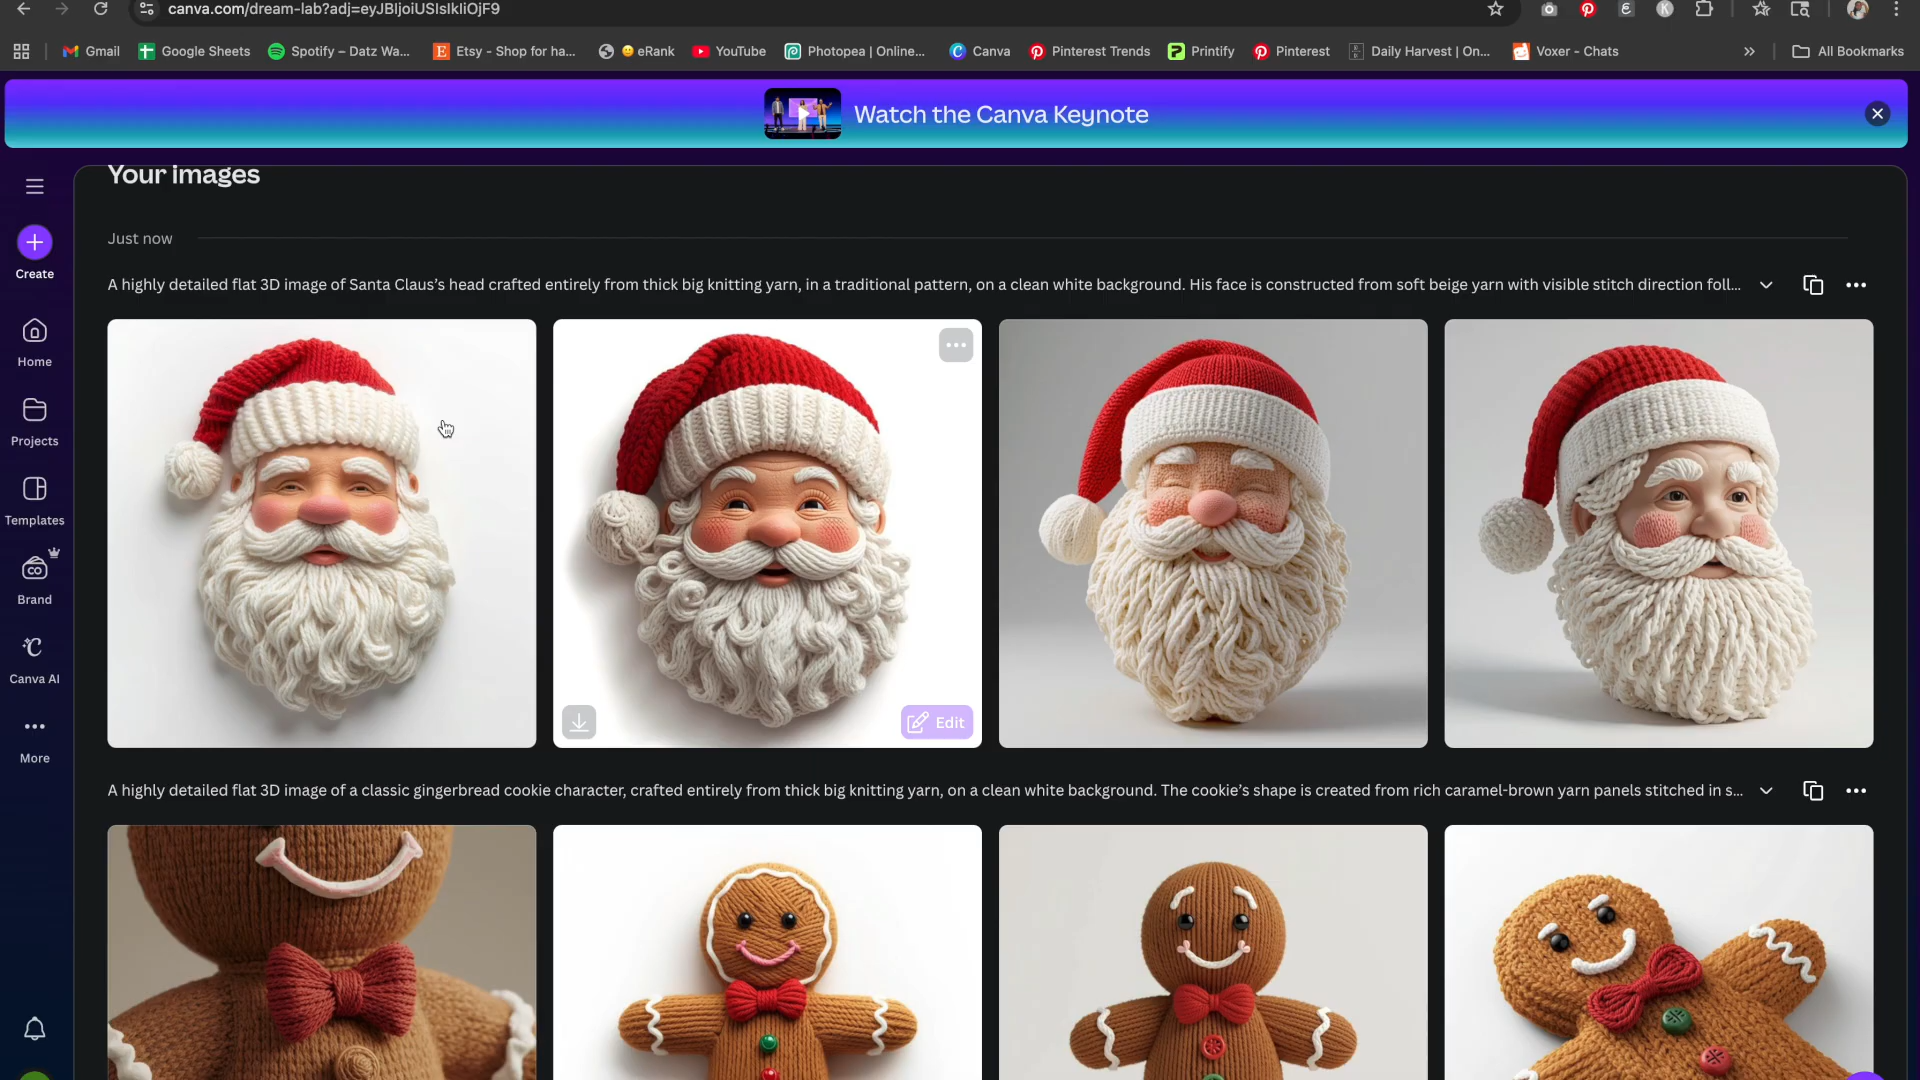 canva.com/dream-lab?adj=eyJBIjoiUSIsIkIiOjF9
Gmail
Google Sheets
Spotify – Datz Wa...
Etsy - Shop for ha...
eRank
YouTube
Photopea | Online...
Canva
Pinterest Trends
Printify
Pinterest
Daily Harvest | On...
Voxer - Chats
All Bookmarks
Watch the Canva Keynote
Your images
Just now
Create
A highly detailed flat 3D image of Santa Claus’s head crafted entirely from thick big knitting yarn, in a traditional pattern, on a clean white background. His face is constructed from soft beige yarn with visible stitch direction foll...
Home
Projects
Templates
Brand
Canva AI
More
Edit
A highly detailed flat 3D image of a classic gingerbread cookie character, crafted entirely from thick big knitting yarn, on a clean white background. The cookie’s shape is created from rich caramel-brown yarn panels stitched in s...